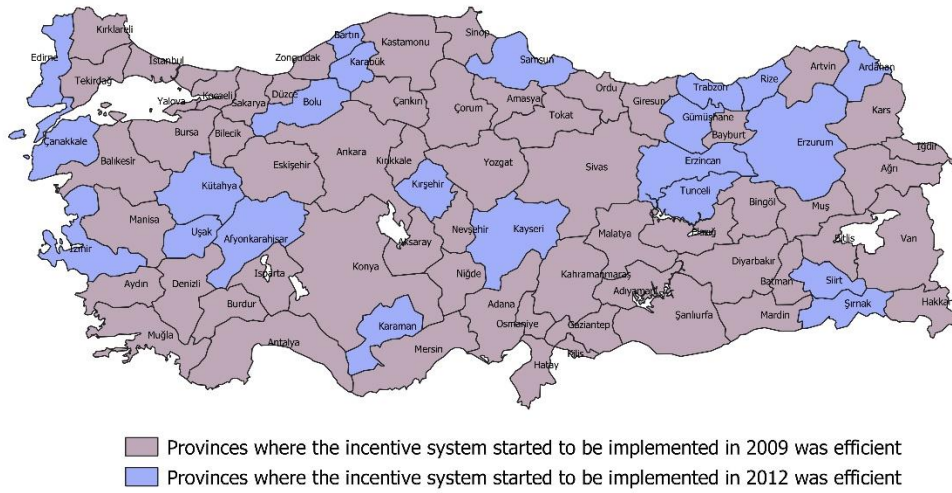 Kırklareli
Edirne
Tekirdağ
İstanbul
Zonguldak
Bartın
Karabük
Kastamonu
Sinop
Samsun
Ordu
Giresun
Trabzon
Rize
Artvin
Ardahan
Yalova
Kocaeli
Sakarya
Düzce
Bolu
Çankırı
Çorum
Amasya
Tokat
Gümüşhane
Bayburt
Erzurum
Kars
Iğdır
Çanakkale
Balıkesir
Bursa
Bilecik
Eskişehir
Ankara
Kırıkkale
Yozgat
Sivas
Erzincan
Tunceli
Ağrı
Kütahya
Kırşehir
Bingöl
Muş
Manisa
Uşak
Afyonkarahisar
Aksaray
Nevşehir
Kayseri
Malatya
Elazığ
Bitlis
Van
İzmir
Aydın
Denizli
Isparta
Konya
Niğde
Kahramanmaraş
Adıyaman
Diyarbakır
Batman
Siirt
Burdur
Karaman
Adana
Osmaniye
Gaziantep
Şanlıurfa
Mardin
Şırnak
Hakkar
Muğla
Antalya
Mersin
Kilis
Hatay
Provinces where the incentive system started to be implemented in 2009 was efficient
Provinces where the incentive system started to be implemented in 2012 was efficient